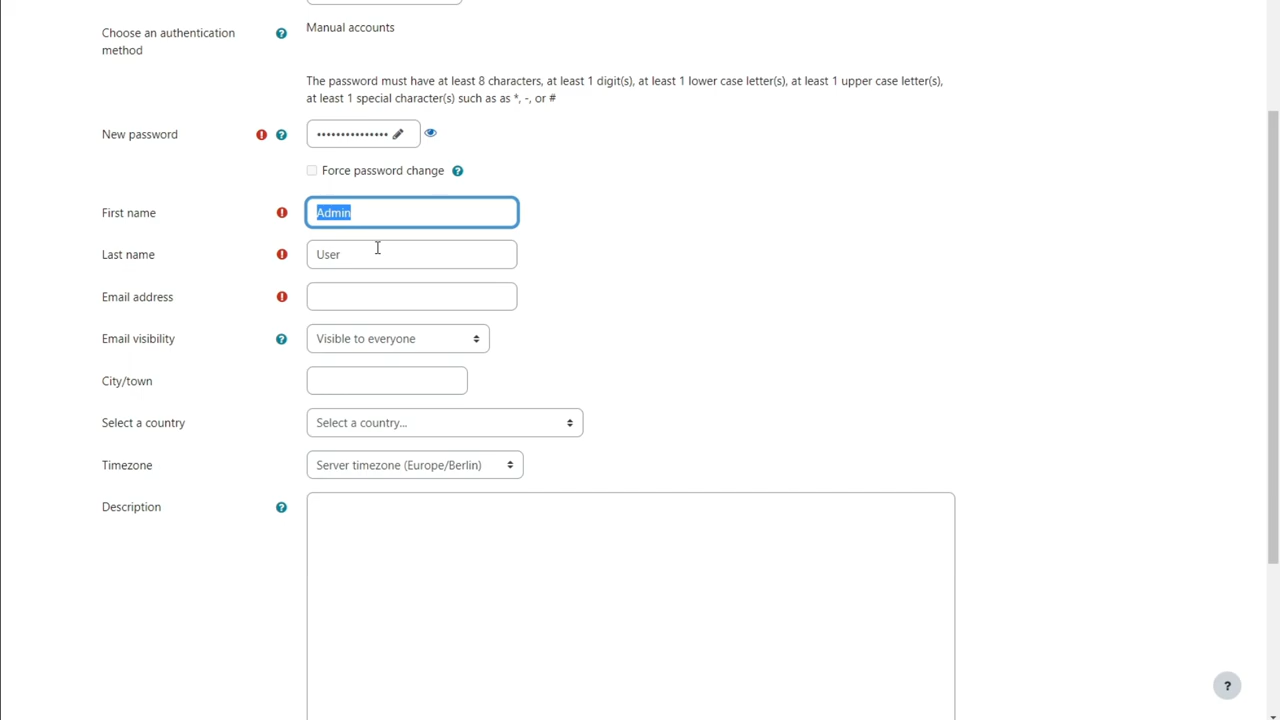 Choose an authentication
method
Manual accounts
The password must have at least 8 characters, at least 1 digit(s), at least 1 lower case letter(s), at least 1 upper case letter(s),
at least 1 special character(s) such as as *, -, or #
New password
Force password change
First name
Admin
Last name
User
Email address
Email visibility
Visible to everyone
City/town
Select a country
Select a country...
Timezone
Server timezone (Europe/Berlin)
Description